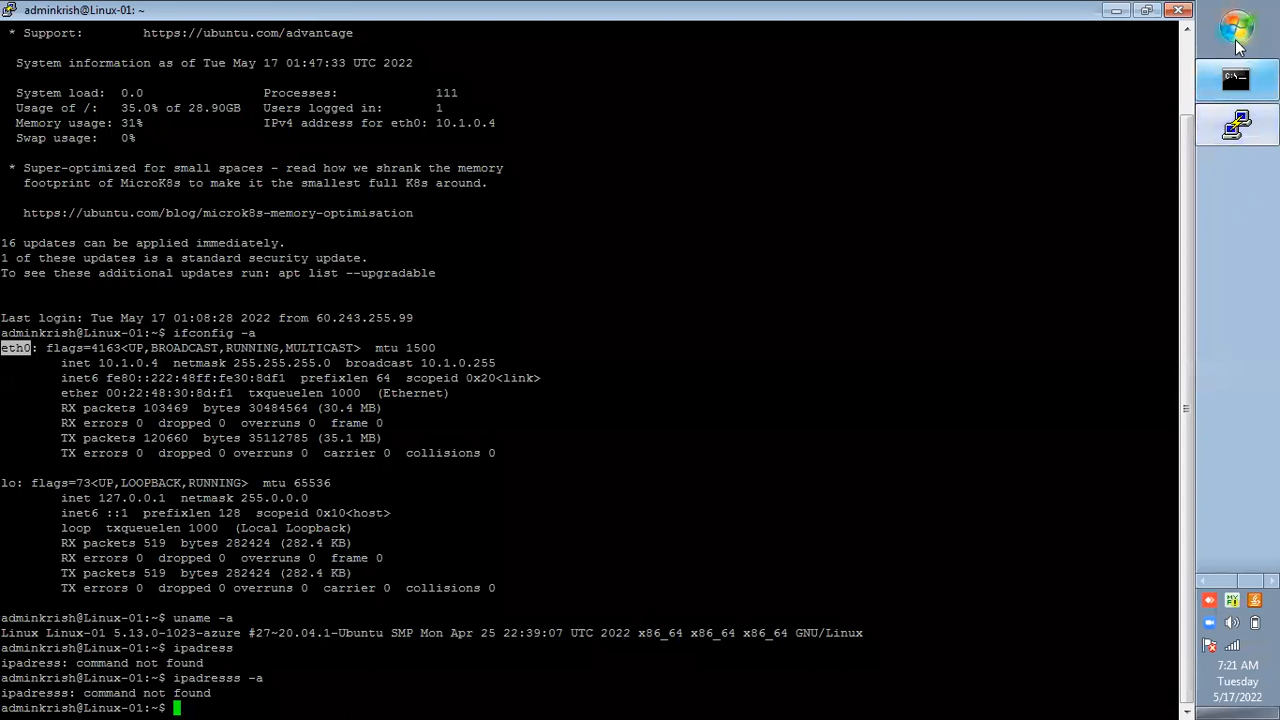 adminkrish@Linux-01: ~
* Support: https://ubuntu.com/advantage
System information as of Tue May 17 01:47:33 UTC 2022
System load: 0.0 Processes: 111
Usage of /: 35.0% of 28.90GB Users logged in: 1
Memory usage: 31% IPv4 address for eth0: 10.1.0.4
Swap usage: 0%
* Super-optimized for small spaces - read how we shrank the memory
footprint of MicroK8s to make it the smallest full K8s around.
https://ubuntu.com/blog/microk8s-memory-optimisation
16 updates can be applied immediately.
1 of these updates is a standard security update.
To see these additional updates run: apt list --upgradable
Last login: Tue May 17 01:08:28 2022 from 60.243.255.99
adminkrish@Linux-01:~$ ifconfig -a
eth0: flags=4163<UP,BROADCAST,RUNNING,MULTICAST> mtu 1500
inet 10.1.0.4 netmask 255.255.255.0 broadcast 10.1.0.255
inet6 fe80::222:48ff:fe30:8df1 prefixlen 64 scopeid 0x20<link>
ether 00:22:48:30:8d:f1 txqueuelen 1000 (Ethernet)
RX packets 103469 bytes 30484564 (30.4 MB)
RX errors 0 dropped 0 overruns 0 frame 0
TX packets 120660 bytes 35112785 (35.1 MB)
TX errors 0 dropped 0 overruns 0 carrier 0 collisions 0
lo: flags=73<UP,LOOPBACK,RUNNING> mtu 65536
inet 127.0.0.1 netmask 255.0.0.0
inet6 ::1 prefixlen 128 scopeid 0x10<host>
loop txqueuelen 1000 (Local Loopback)
RX packets 519 bytes 282424 (282.4 KB)
RX errors 0 dropped 0 overruns 0 frame 0
TX packets 519 bytes 282424 (282.4 KB)
TX errors 0 dropped 0 overruns 0 carrier 0 collisions 0
adminkrish@Linux-01:~$ uname -a
Linux Linux-01 5.13.0-1023-azure #27~20.04.1-Ubuntu SMP Mon Apr 25 22:39:07 UTC 2022 x86_64 x86_64 x86_64 GNU/Linux
adminkrish@Linux-01:~$ ipadress
ipadress: command not found
adminkrish@Linux-01:~$ ipadresss -a
ipadresss: command not found
adminkrish@Linux-01:~$
C:\_
MY
7:21 AM
Tuesday
5/17/2022